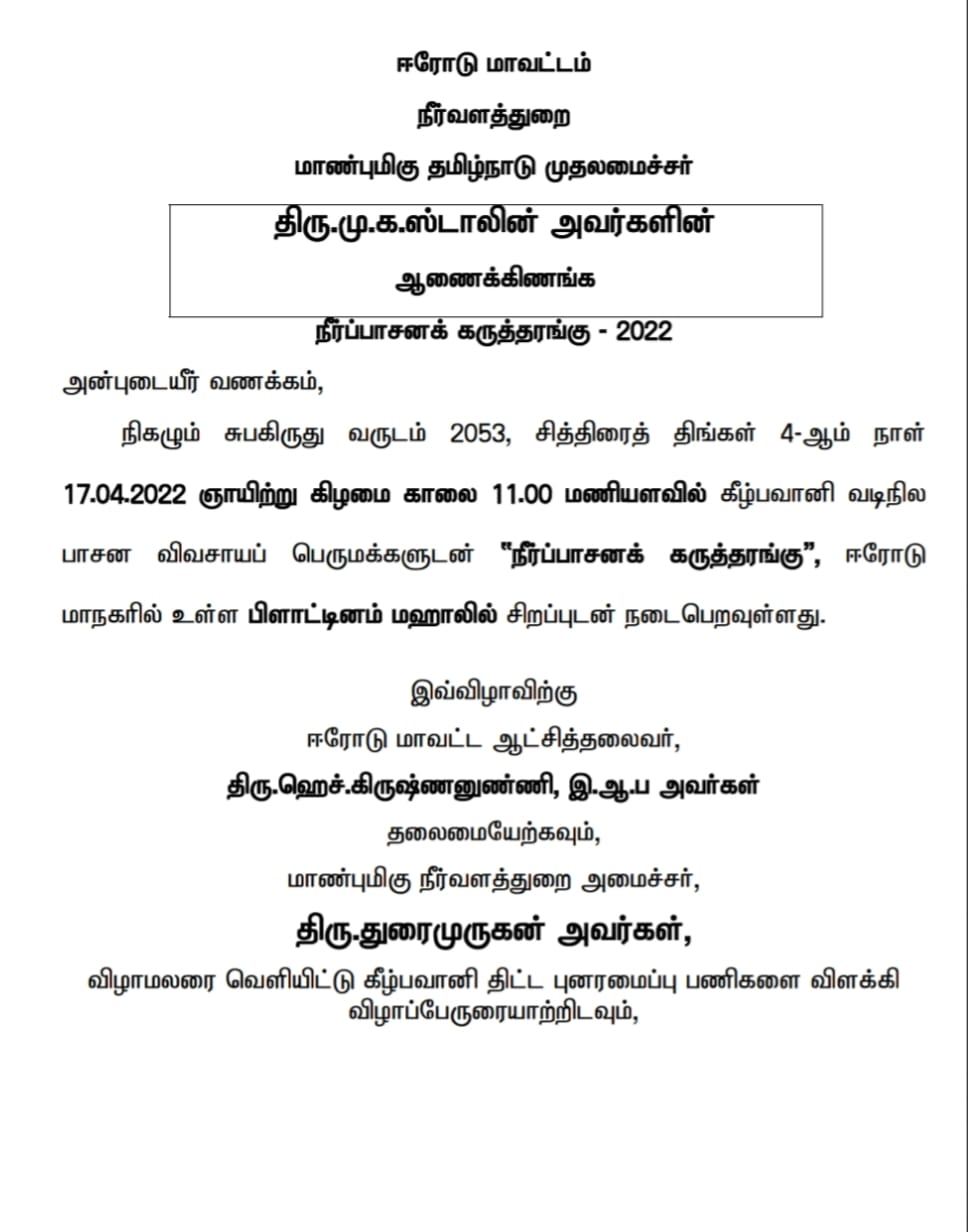 ஈரோடு மாவட்டம்
நீர்வளத்துறை
மாண்புமிகு தமிழ்நாடு முதலமைச்சர்
திரு.மு.க.ஸ்டாலின் அவர்களின்
ஆணைக்கிணங்க
நீர்ப்பாசனக் கருத்தரங்கு - 2022
அன்புடையீர் வணக்கம்,
நிகழும் சுபகிருது வருடம் 2053, சித்திரைத் திங்கள் 4-ஆம் நாள்
17.04.2022 ஞாயிற்று கிழமை காலை 11.00 மணியளவில் கீழ்பவானி வடிநில
பாசன விவசாயப் பெருமக்களுடன் “நீர்ப்பாசனக் கருத்தரங்கு”, ஈரோடு
மாநகரில் உள்ள பிளாட்டினம் மஹாலில் சிறப்புடன் நடைபெறவுள்ளது.
இவ்விழாவிற்கு
ஈரோடு மாவட்ட ஆட்சித்தலைவர்,
திரு.ஹெச்.கிருஷ்ணனுண்ணி, இ.ஆ.ப அவர்கள்
தலைமையேற்கவும்,
மாண்புமிகு நீர்வளத்துறை அமைச்சர்,
திரு.துரைமுருகன் அவர்கள்,
விழாமலரை வெளியிட்டு கீழ்பவானி திட்ட புனரமைப்பு பணிகளை விளக்கி
விழாப்பேருரையாற்றிடவும்,